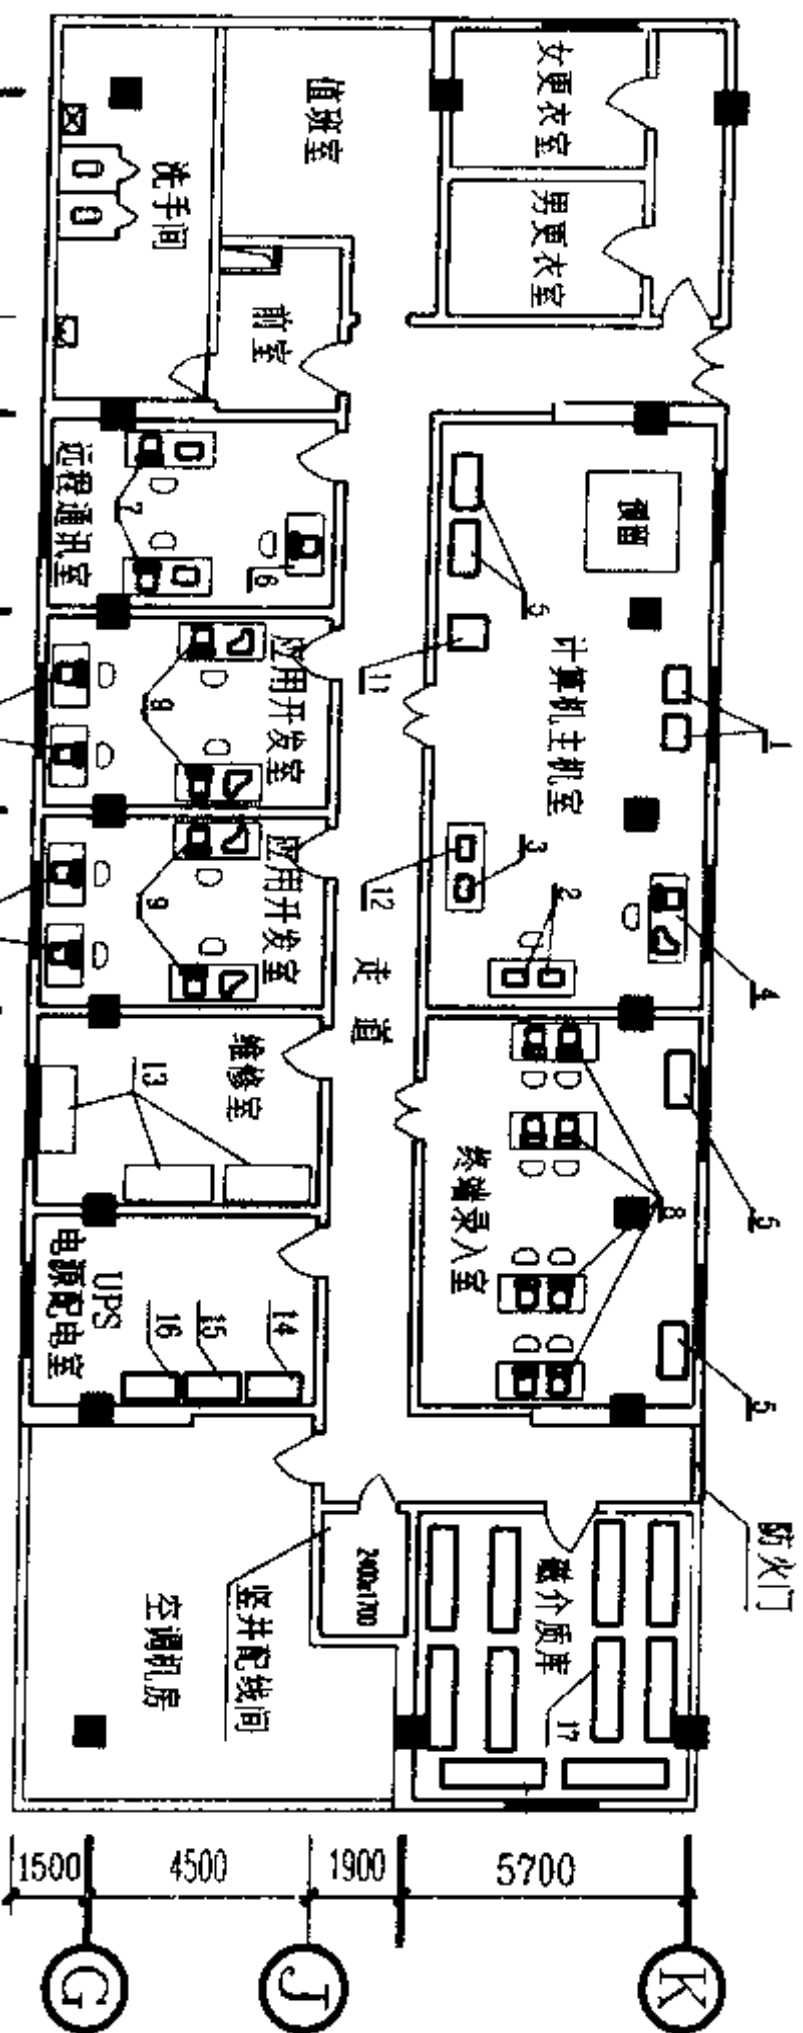 女更衣室
值班室
洗手间
男更衣室
前室
远程通讯室
7
6
预留
5
11
1
计算机主机室
应用开发室
9
应用开发室
9
12
3
2
4
走道
维修室
13
终端录入室
8
5
5
UPS
电源配电室
16
15
14
防火门
240x1700
竖井配线间
空调机房
磁介质库
17
1500
4500
1900
5700
G
J
K